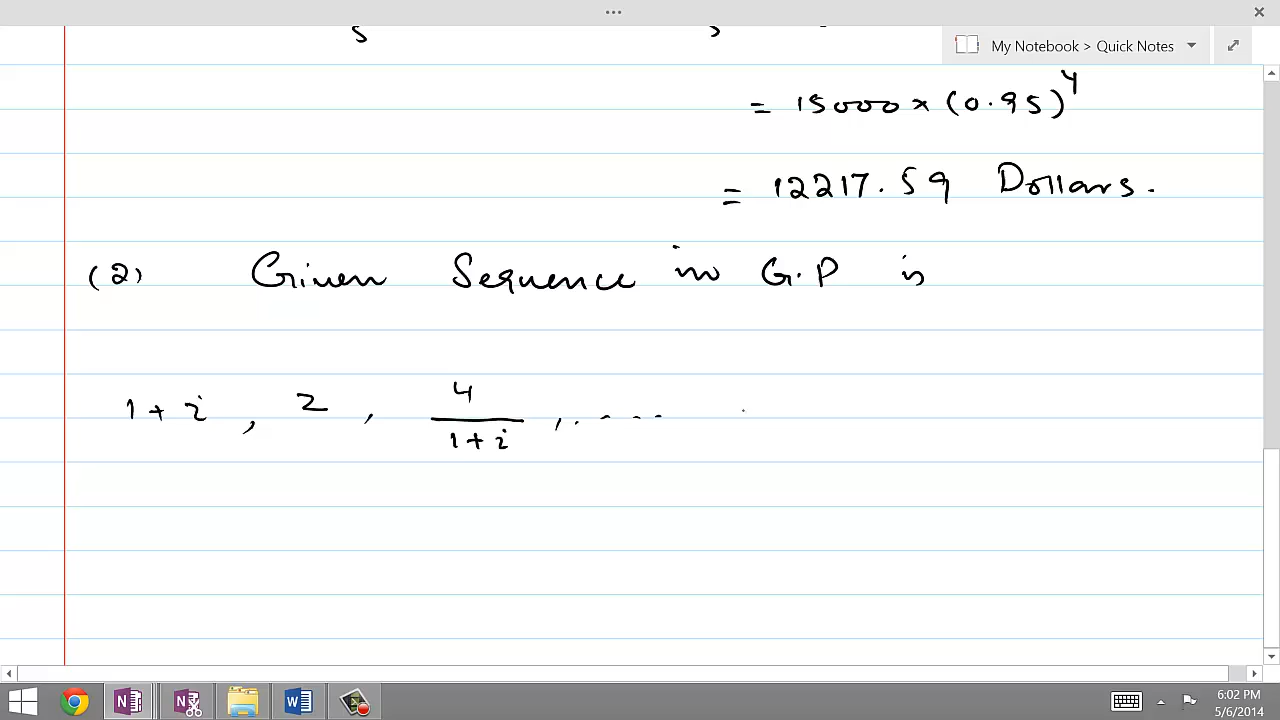 ...
My Notebook > Quick Notes
= 15000 × (0.95)^4
= 12217.59 Dollars.
(2) Given Sequence in G.P is
1 + i , 2 , 4/(1 + i) , .....
6:02 PM
5/6/2014